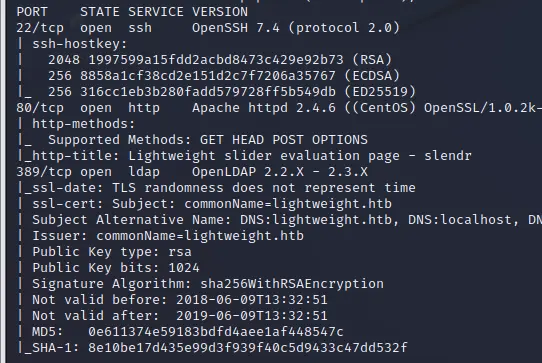 PORT STATE SERVICE VERSION
22/tcp open ssh OpenSSH 7.4 (protocol 2.0)
| ssh-hostkey:
| 2048 1997599a15fdd2acbd8473c429e92b73 (RSA)
| 256 8858a1cf38cd2e151d2c7f7206a35767 (ECDSA)
|_ 256 316cc1eb3b280fadd579728ff5b549db (ED25519)
80/tcp open http Apache httpd 2.4.6 ((CentOS) OpenSSL/1.0.2k-
| http-methods:
|_ Supported Methods: GET HEAD POST OPTIONS
|_http-title: Lightweight slider evaluation page - slendr
389/tcp open ldap OpenLDAP 2.2.X - 2.3.X
|_ssl-date: TLS randomness does not represent time
| ssl-cert: Subject: commonName=lightweight.htb
| Subject Alternative Name: DNS:lightweight.htb, DNS:localhost, DN
| Issuer: commonName=lightweight.htb
| Public Key type: rsa
| Public Key bits: 1024
| Signature Algorithm: sha256WithRSAEncryption
| Not valid before: 2018-06-09T13:32:51
| Not valid after: 2019-06-09T13:32:51
| MD5: 0e611374e59183bdfd4aee1af448547c
|_SHA-1: 8e10be17d435e99d3f939f40c5d9433c47dd532f